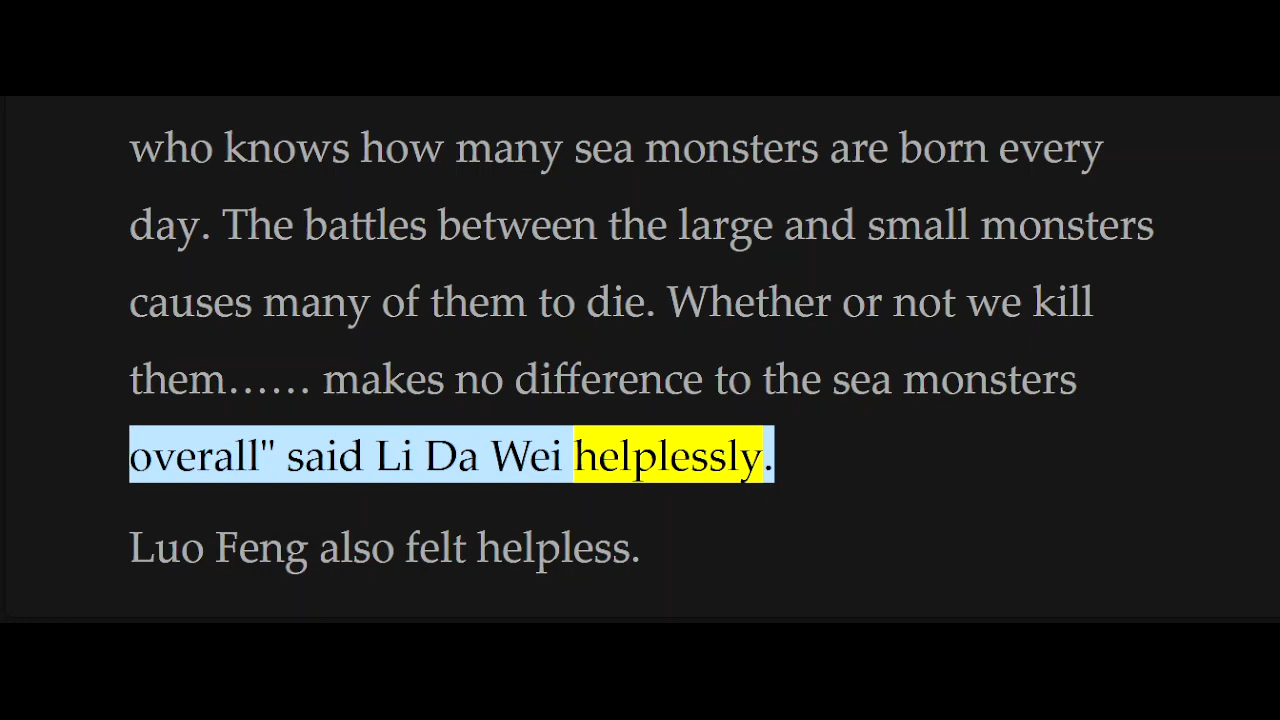 who knows how many sea monsters are born every
day. The battles between the large and small monsters
causes many of them to die. Whether or not we kill
them…… makes no difference to the sea monsters
overall" said Li Da Wei helplessly.
Luo Feng also felt helpless.